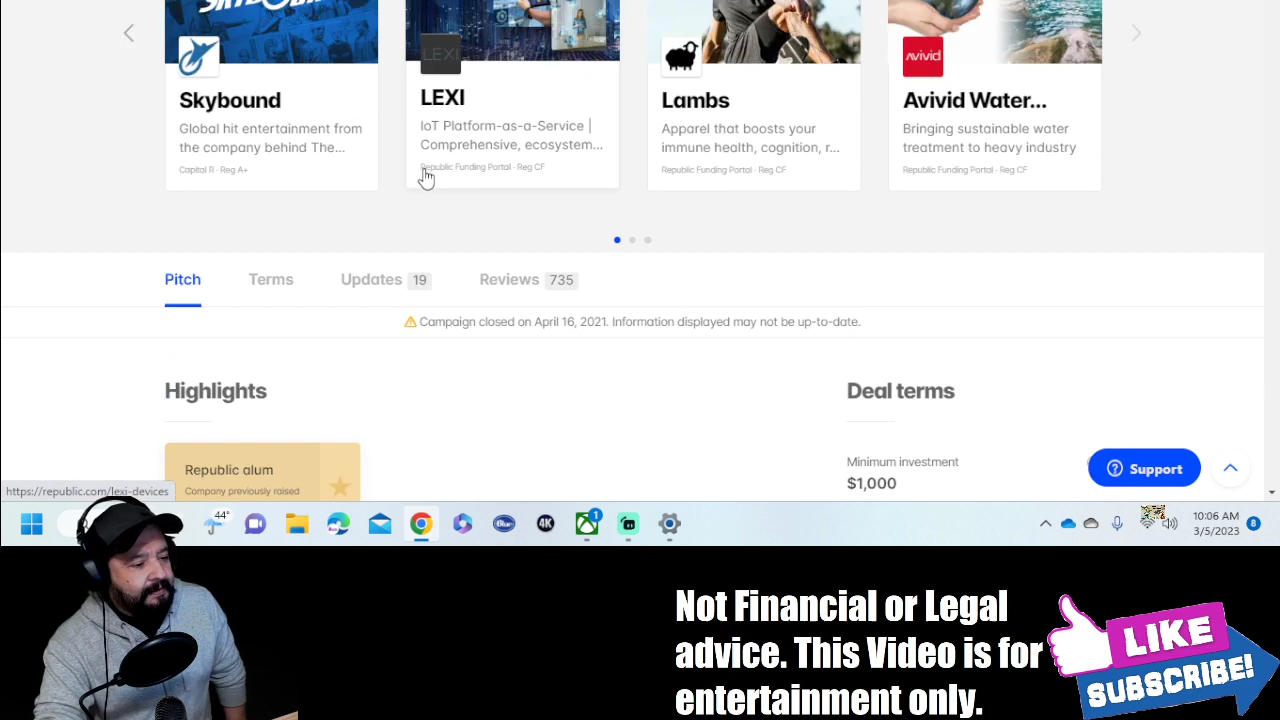 SKYBOUND
LEXI
AVIVID
Skybound
LEXI
Lambs
Avivid Water...
Global hit entertainment from
the company behind The...
IoT Platform-as-a-Service |
Comprehensive, ecosystem...
Apparel that boosts your
immune health, cognition, r...
Bringing sustainable water
treatment to heavy industry
Capital R · Reg A+
Republic Funding Portal · Reg CF
Republic Funding Portal · Reg CF
Republic Funding Portal · Reg CF
Pitch
Terms
Updates 19
Reviews 735
Campaign closed on April 16, 2021. Information displayed may not be up-to-date.
Highlights
Deal terms
Republic alum
Company previously raised
Minimum investment
$1,000
Support
https://republic.com/lexi-devices
44°
4K
1
10:06 AM
3/5/2023
8
Not Financial or Legal
advice. This Video is for
entertainment only.
LIKE
SUBSCRIBE!